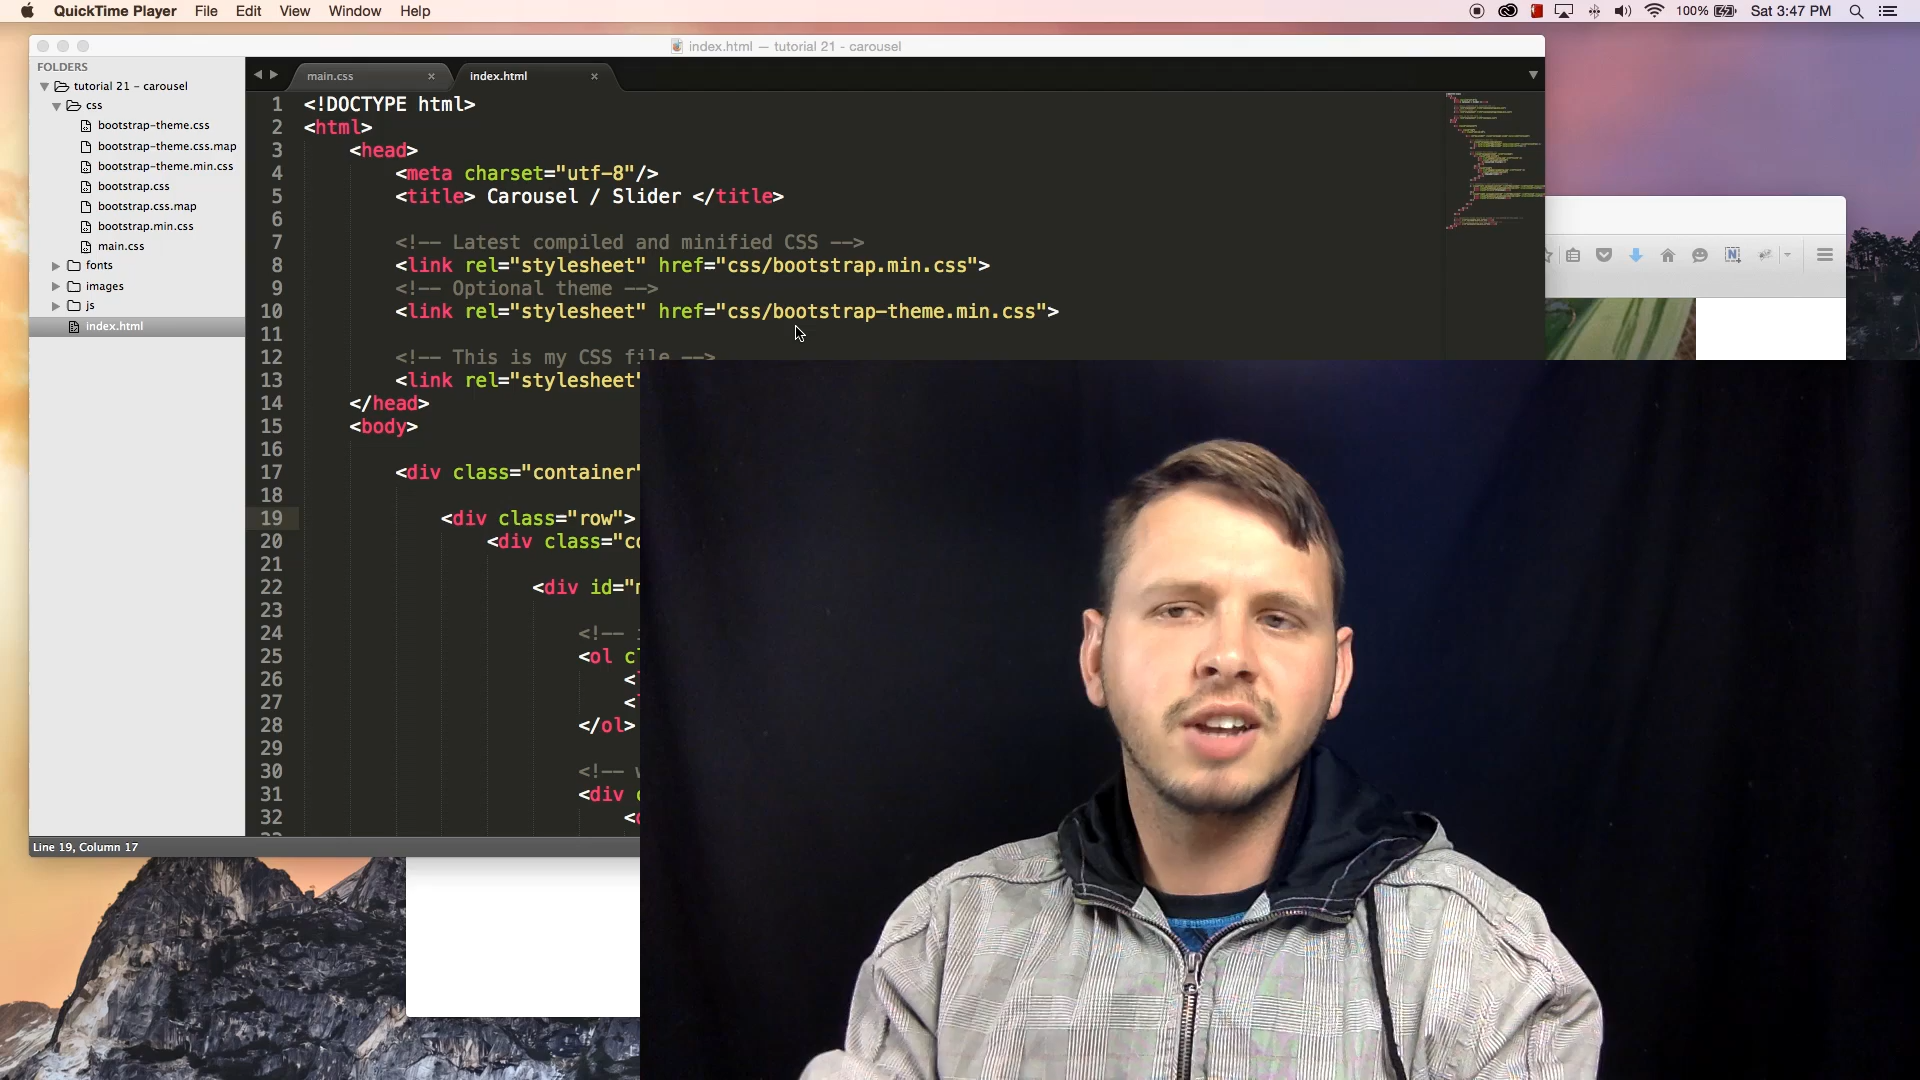 QuickTime Player File Edit View Window Help
100% Sat 3:47 PM
index.html — tutorial 21 - carousel
FOLDERS
tutorial 21 - carousel
css
bootstrap-theme.css
bootstrap-theme.css.map
bootstrap-theme.min.css
bootstrap.css
bootstrap.css.map
bootstrap.min.css
main.css
fonts
images
js
index.html
main.css × index.html ×
1 <!DOCTYPE html>
2 <html>
3 <head>
4 <meta charset="utf-8"/>
5 <title> Carousel / Slider </title>
6
7 <!-- Latest compiled and minified CSS -->
8 <link rel="stylesheet" href="css/bootstrap.min.css">
9 <!-- Optional theme -->
10 <link rel="stylesheet" href="css/bootstrap-theme.min.css">
11
12 <!-- This is my CSS file -->
13 <link rel="stylesheet"
14 </head>
15 <body>
16
17 <div class="container"
18
19 <div class="row">
20 <div class="co
21
22 <div id="m
23
24 <!--
25 <ol cl
26 <
27 <
28 </ol>
29
30 <!--
31 <div c
32 <
Line 19, Column 17
N